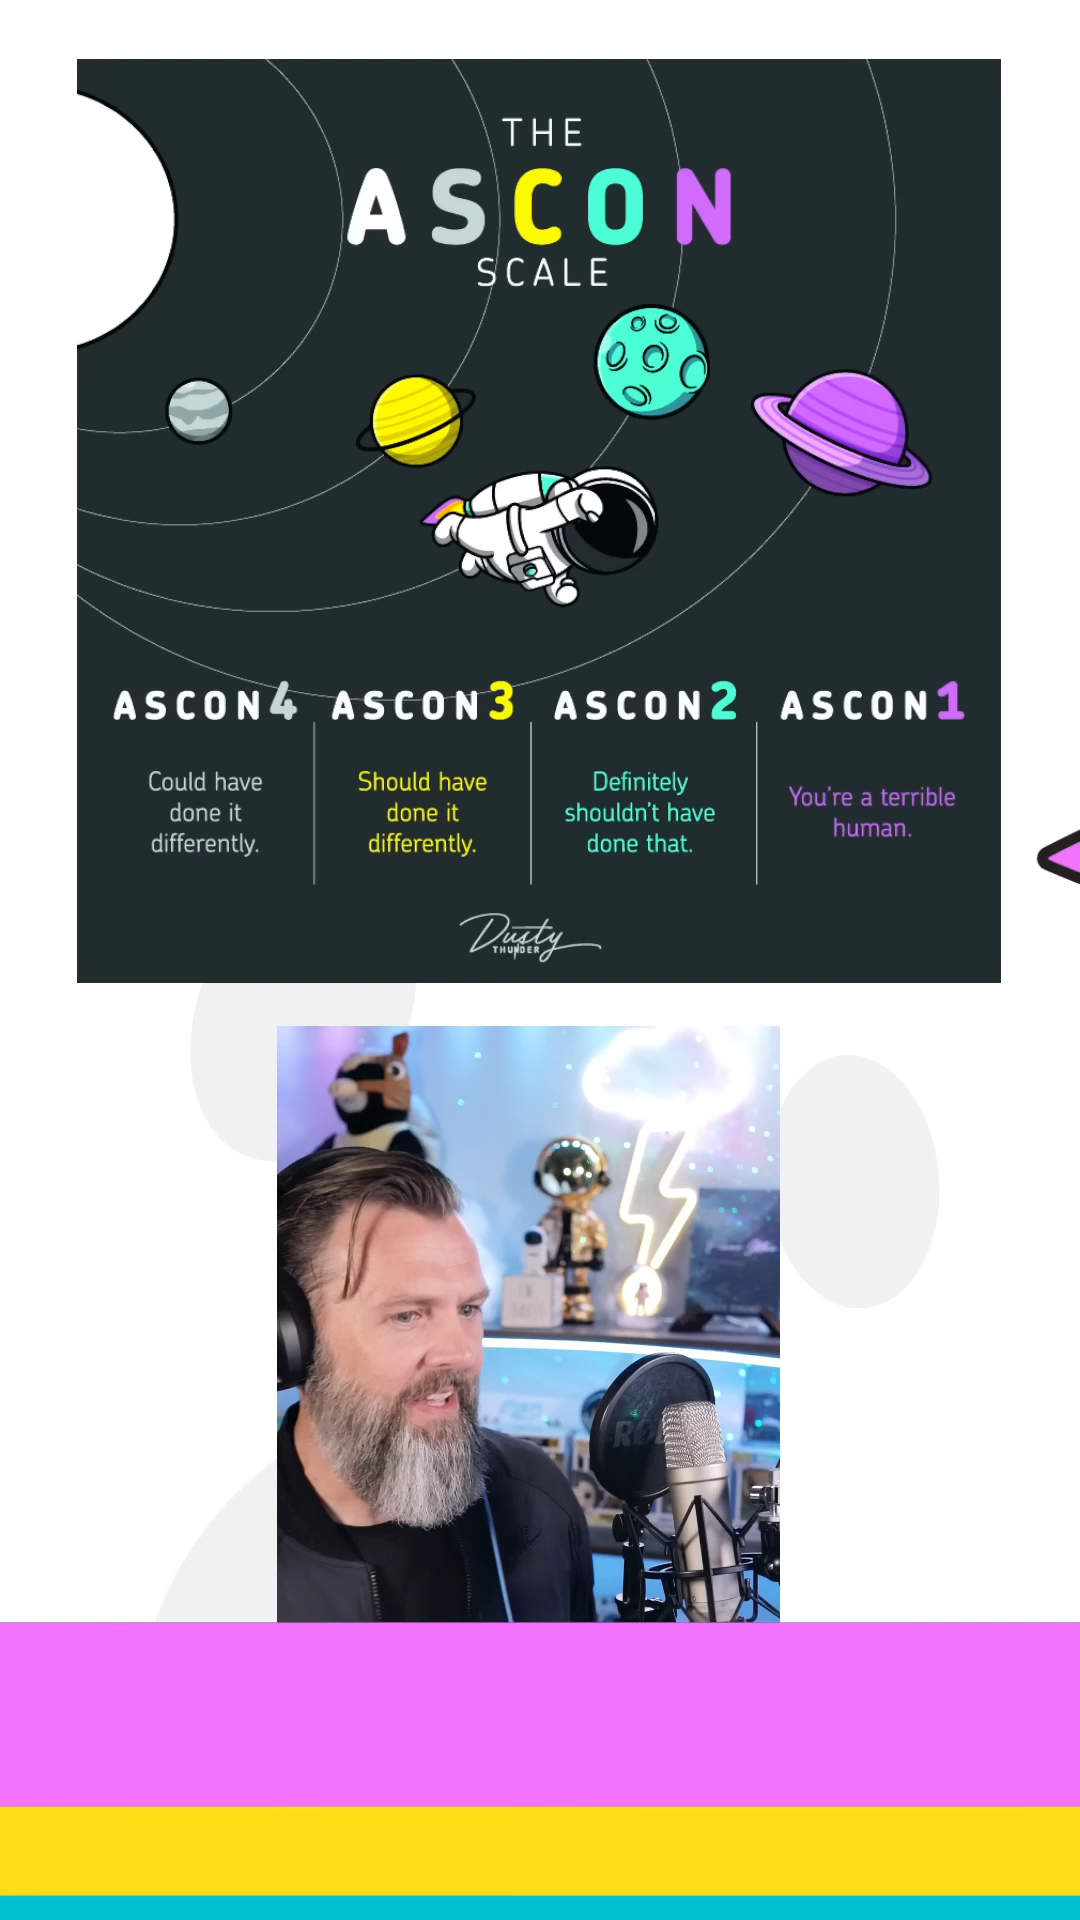 THE
ASCON
SCALE
ASCON4 ASCON3 ASCON2 ASCON1
Could have
done it
differently.
Should have
done it
differently.
Definitely
shouldn't have
done that.
You're a terrible
human.
Dusty
THUNDER
RØDE